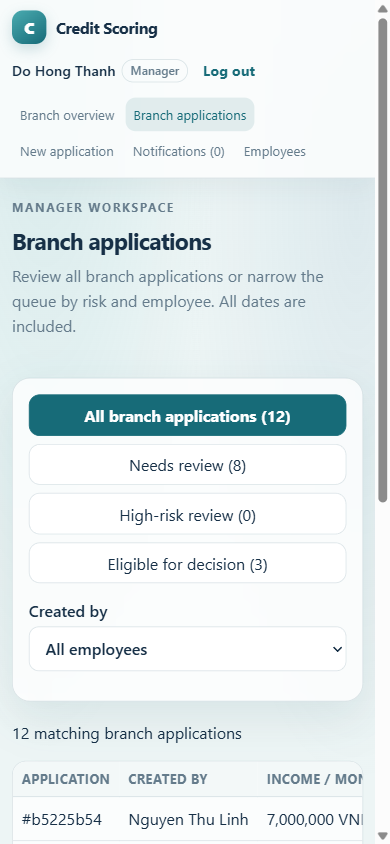 C Credit Scoring
Do Hong Thanh Manager Log out
Branch overview Branch applications
New application Notifications (0) Employees
MANAGER WORKSPACE
Branch applications
Review all branch applications or narrow the
queue by risk and employee. All dates are
included.
All branch applications (12)
Needs review (8)
High-risk review (0)
Eligible for decision (3)
Created by
All employees
12 matching branch applications
APPLICATION CREATED BY INCOME / MON
#b5225b54 Nguyen Thu Linh 7,000,000 VN